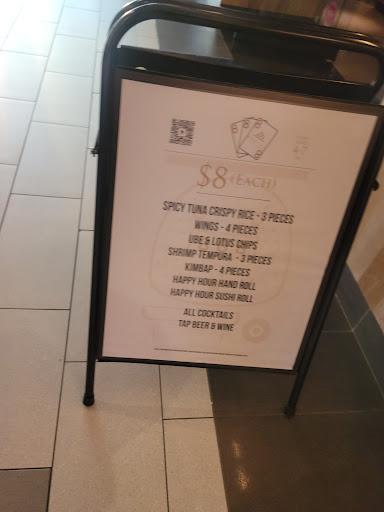 $8 (EACH)
SPICY TUNA CRISPY RICE - 3 PIECES
WINGS - 4 PIECES
UBE & LOTUS CHIPS
SHRIMP TEMPURA - 3 PIECES
KIMBAP - 4 PIECES
HAPPY HOUR HAND ROLL
HAPPY HOUR SUSHI ROLL
ALL COCKTAILS
TAP BEER & WINE